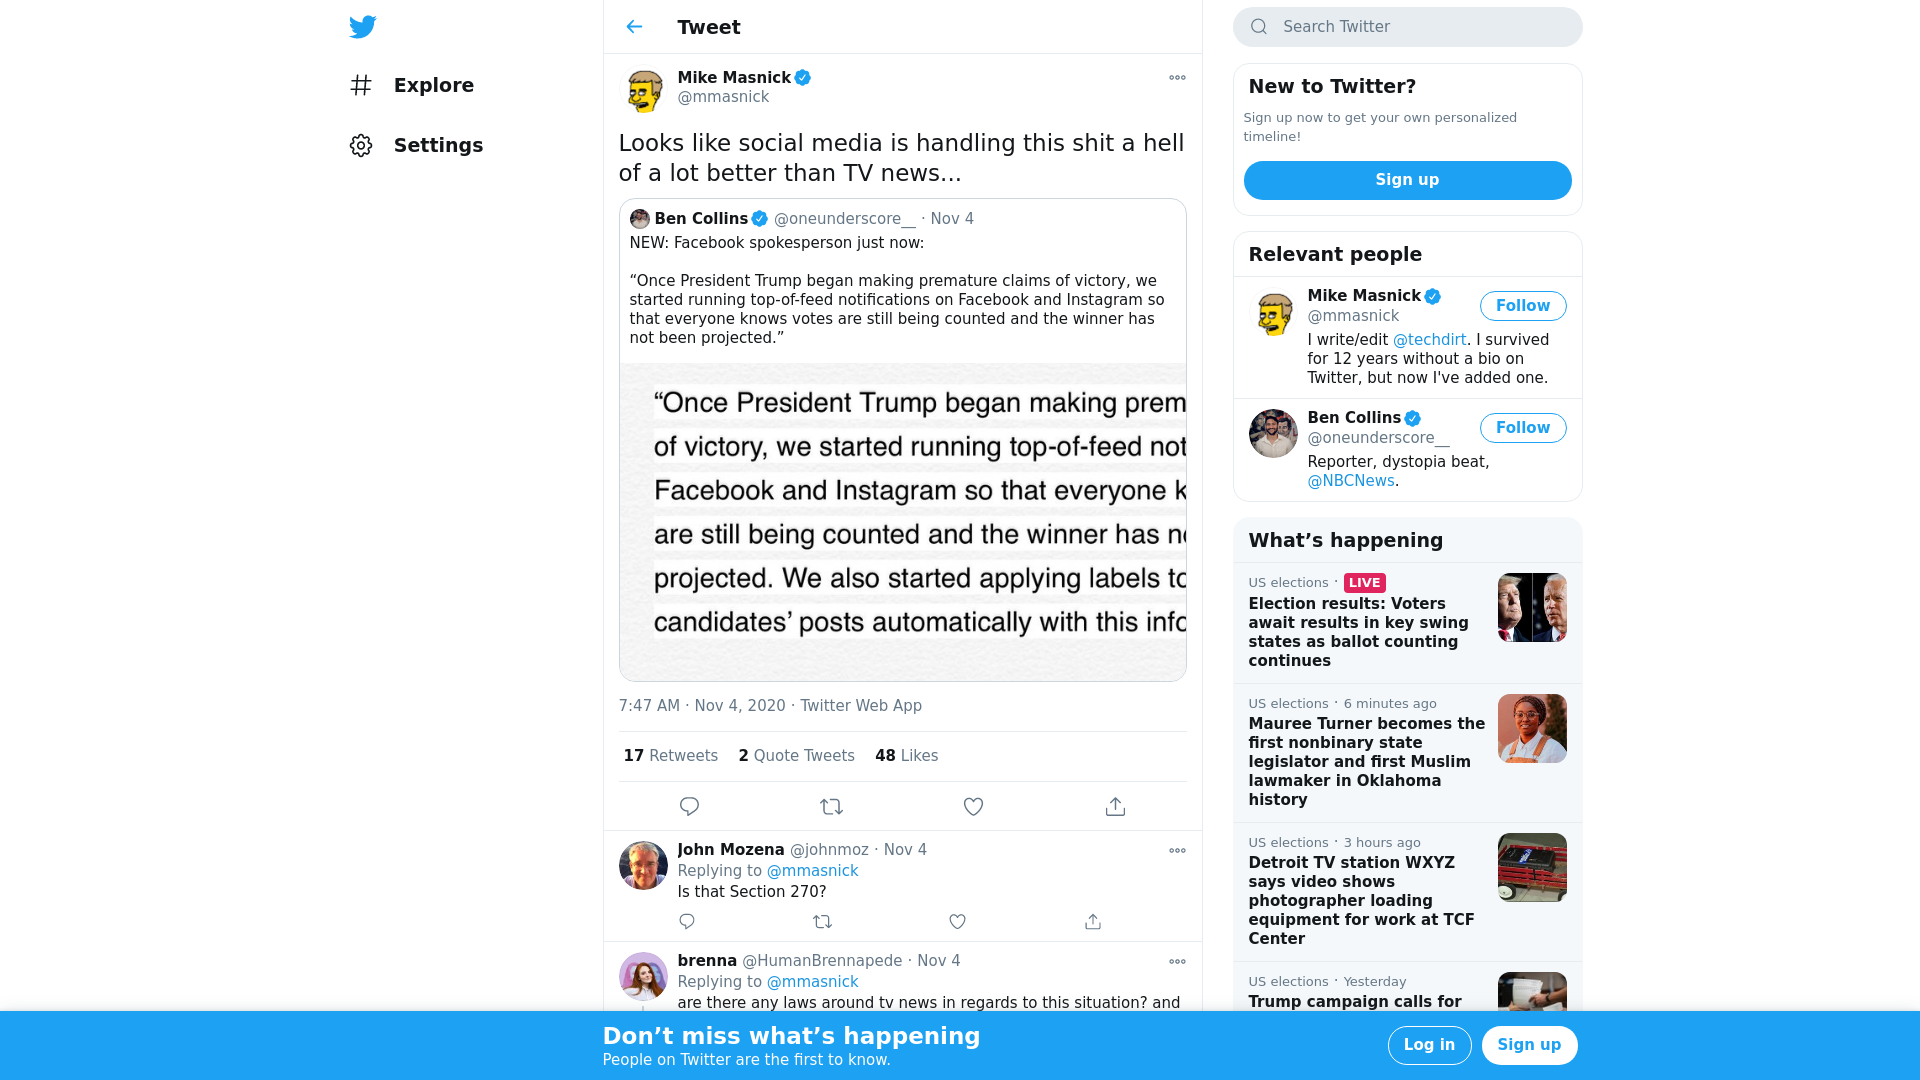 Explore
Settings
Tweet
Mike Masnick
@mmasnick
Looks like social media is handling this shit a hell
of a lot better than TV news...
Ben Collins @oneunderscore__ · Nov 4
NEW: Facebook spokesperson just now:
“Once President Trump began making premature claims of victory, we
started running top-of-feed notifications on Facebook and Instagram so
that everyone knows votes are still being counted and the winner has
not been projected.”
“Once President Trump began making prem
of victory, we started running top-of-feed not
Facebook and Instagram so that everyone k
are still being counted and the winner has n
projected. We also started applying labels to
candidates’ posts automatically with this info
7:47 AM · Nov 4, 2020 · Twitter Web App
17 Retweets 2 Quote Tweets 48 Likes
John Mozena @johnmoz · Nov 4
Replying to @mmasnick
Is that Section 270?
brenna @HumanBrennapede · Nov 4
Replying to @mmasnick
are there any laws around tv news in regards to this situation? and
Search Twitter
New to Twitter?
Sign up now to get your own personalized
timeline!
Sign up
Relevant people
Mike Masnick
@mmasnick
Follow
I write/edit @techdirt. I survived
for 12 years without a bio on
Twitter, but now I've added one.
Ben Collins
@oneunderscore__
Follow
Reporter, dystopia beat,
@NBCNews.
What’s happening
US elections · LIVE
Election results: Voters
await results in key swing
states as ballot counting
continues
US elections · 6 minutes ago
Mauree Turner becomes the
first nonbinary state
legislator and first Muslim
lawmaker in Oklahoma
history
US elections · 3 hours ago
Detroit TV station WXYZ
says video shows
photographer loading
equipment for work at TCF
Center
US elections · Yesterday
Trump campaign calls for
Don’t miss what’s happening
People on Twitter are the first to know.
Log in
Sign up